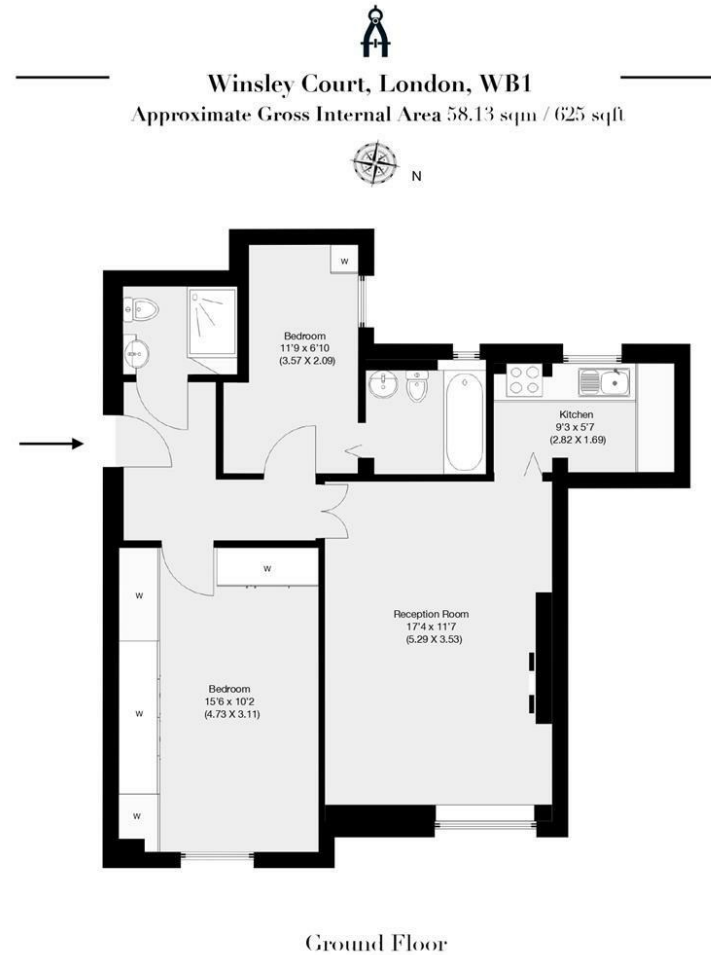 Winsley Court, London, WB1
Approximate Gross Internal Area 58.13 sqm / 625 sqft
N
W
Bedroom
11'9 x 6'10
(3.57 X 2.09)
Kitchen
9'3 x 5'7
(2.82 X 1.69)
W
W
Reception Room
17'4 x 11'7
(5.29 X 3.53)
Bedroom
15'6 x 10'2
(4.73 X 3.11)
W
W
Ground Floor